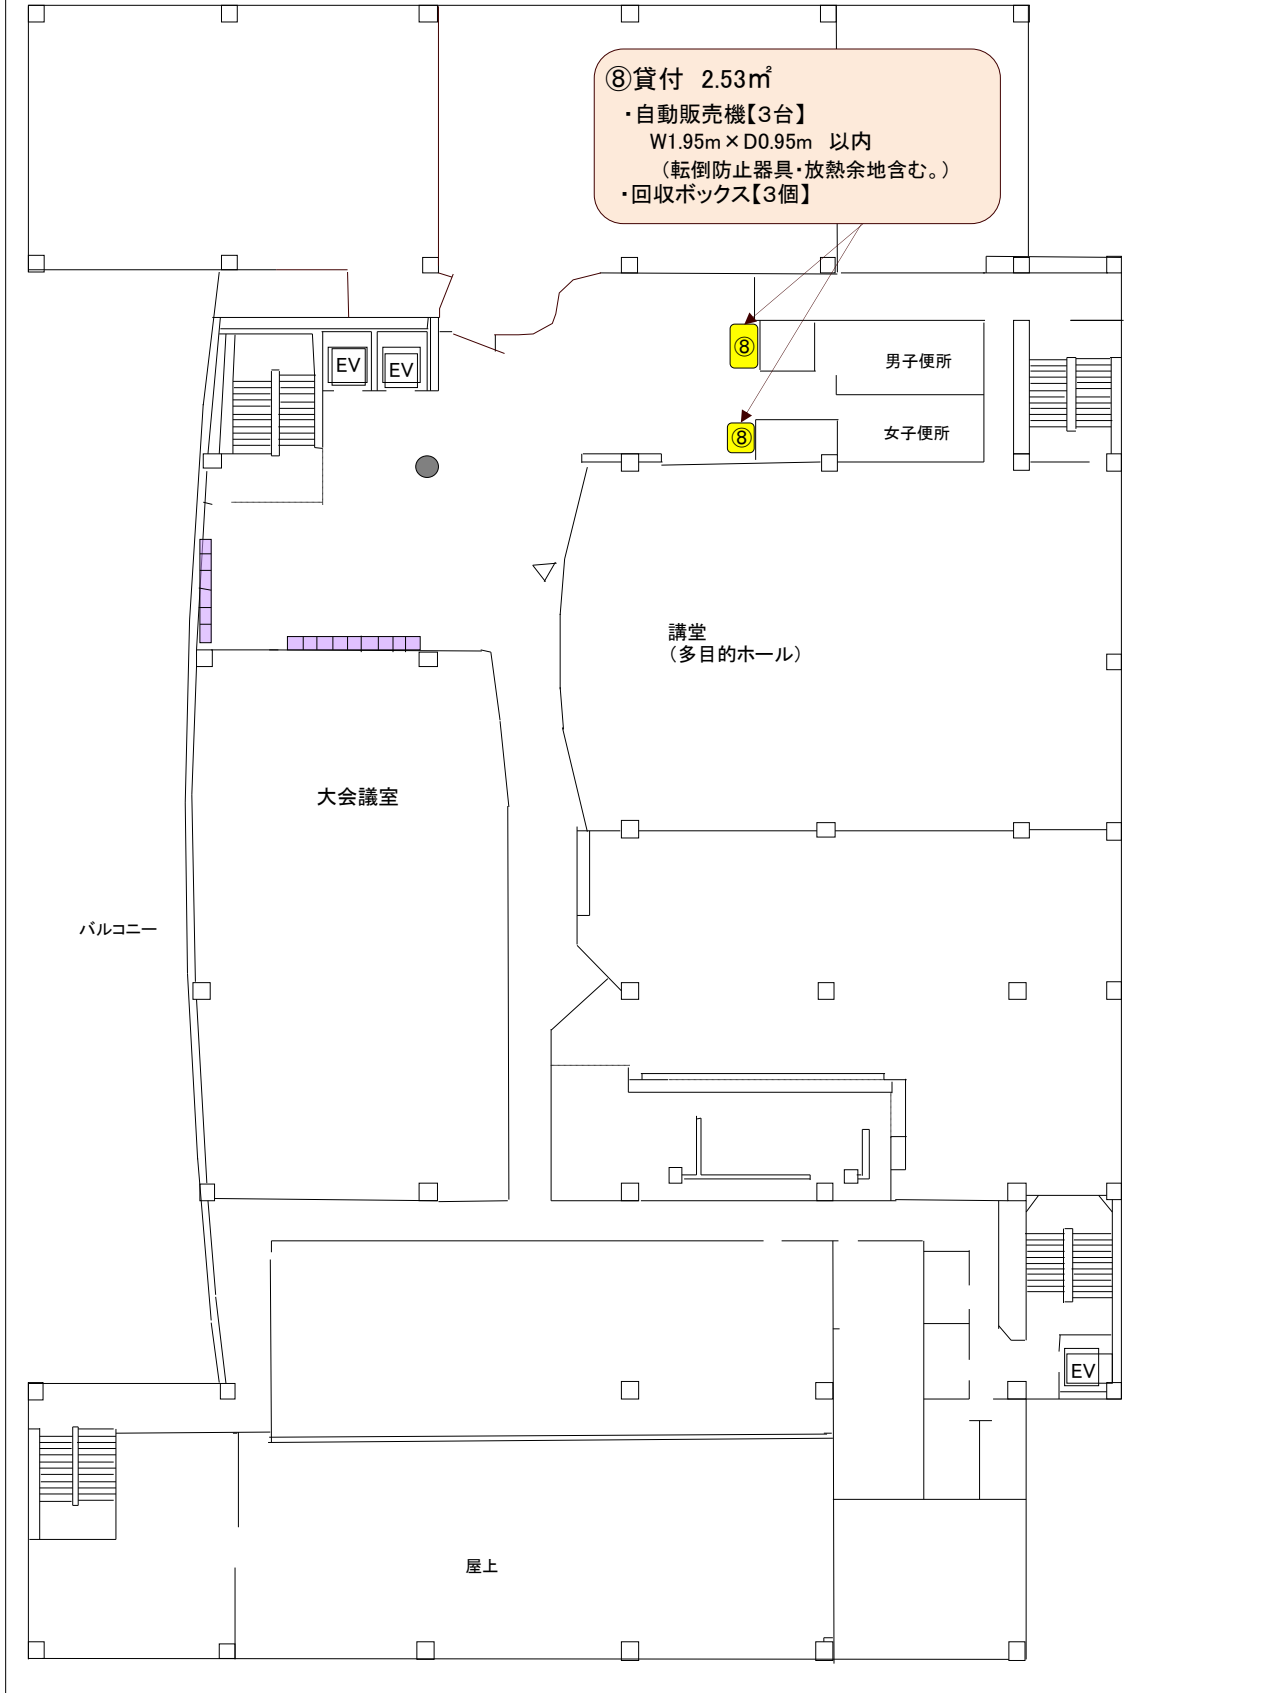 ⑧貸付 2.53㎡
・自動販売機【3台】
W1.95m×D0.95m 以内
（転倒防止器具・放熱余地含む。）
・回収ボックス【3個】
EV
EV
⑧
男子便所
⑧
女子便所
講堂
（多目的ホール）
大会議室
バルコニー
EV
屋上